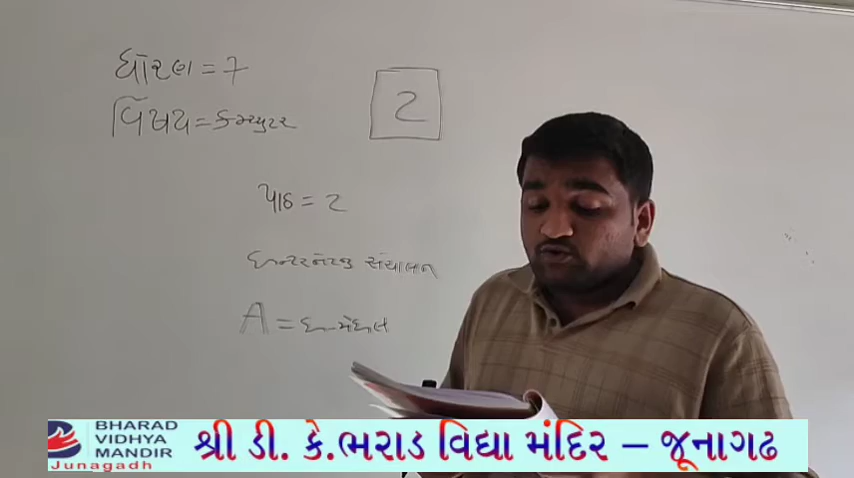 ધોરણ = 7
2
વિષય = કમ્પ્યુટર
પાઠ = 2
ઇન્ટરનેટનું સંચાલન
A = ઇ-મેઇલ
BHARAD
VIDHYA
MANDIR
Junagadh
શ્રી ડી. કે.ભરાડ વિદ્યા મંદિર – જૂનાગઢ